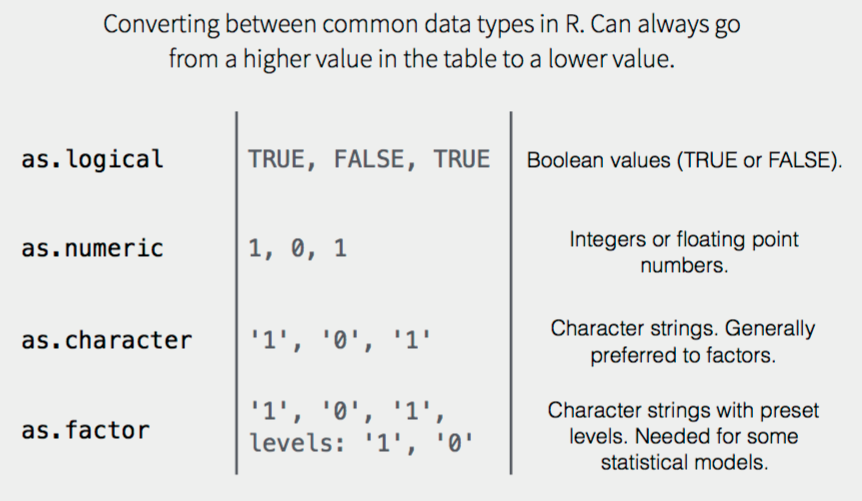 Converting between common data types in R. Can always go
from a higher value in the table to a lower value.
as.logical
TRUE, FALSE, TRUE
Boolean values (TRUE or FALSE).
as.numeric
1, 0, 1
Integers or floating point
numbers.
as.character
'1', '0', '1'
Character strings. Generally
preferred to factors.
as.factor
'1', '0', '1',
levels: '1', '0'
Character strings with preset
levels. Needed for some
statistical models.